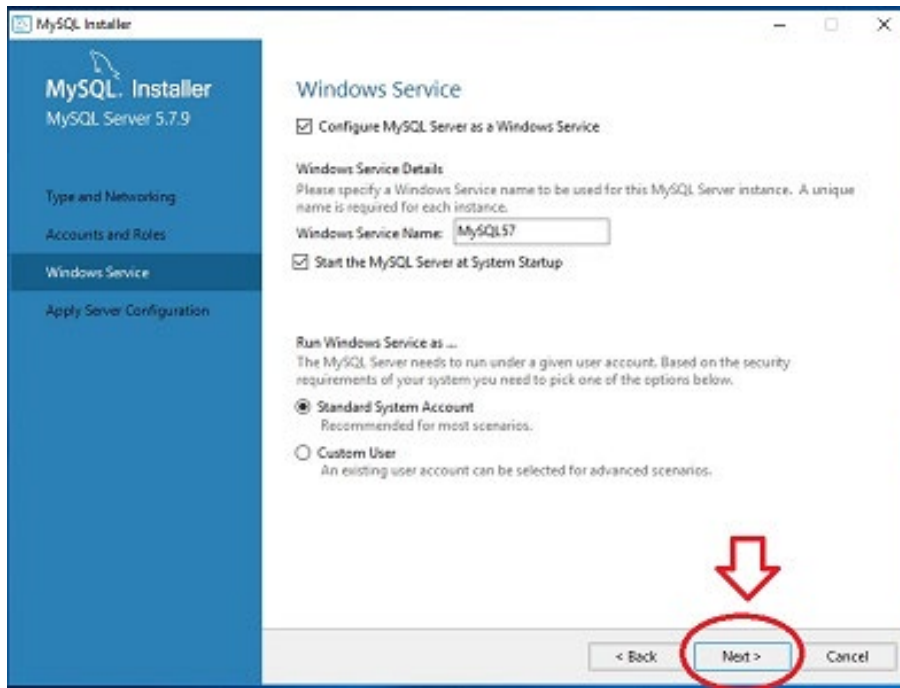 MySQL Installer
MySQL. Installer
MySQL Server 5.7.9
Type and Networking
Accounts and Roles
Windows Service
Apply Server Configuration
Windows Service
Configure MySQL Server as a Windows Service
Windows Service Details
Please specify a Windows Service name to be used for this MySQL Server instance. A unique
name is required for each instance.
Windows Service Name: MySQL57
Start the MySQL Server at System Startup
Run Windows Service as ...
The MySQL Server needs to run under a given user account. Based on the security
requirements of your system you need to pick one of the options below.
Standard System Account
Recommended for most scenarios.
Custom User
An existing user account can be selected for advanced scenarios.
< Back Next > Cancel